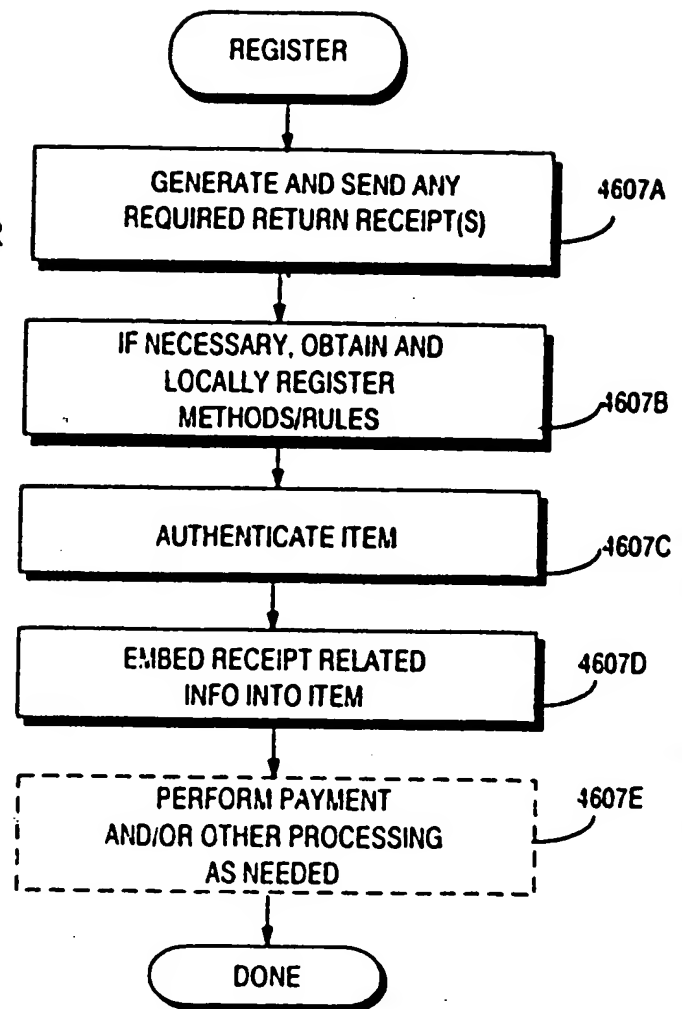 REGISTER
GENERATE AND SEND ANY
REQUIRED RETURN RECEIPT(S)
4607A
IF NECESSARY, OBTAIN AND
LOCALLY REGISTER
METHODS/RULES
4607B
AUTHENTICATE ITEM
4607C
EMBED RECEIPT RELATED
INFO INTO ITEM
4607D
PERFORM PAYMENT
AND/OR OTHER PROCESSING
AS NEEDED
4607E
DONE